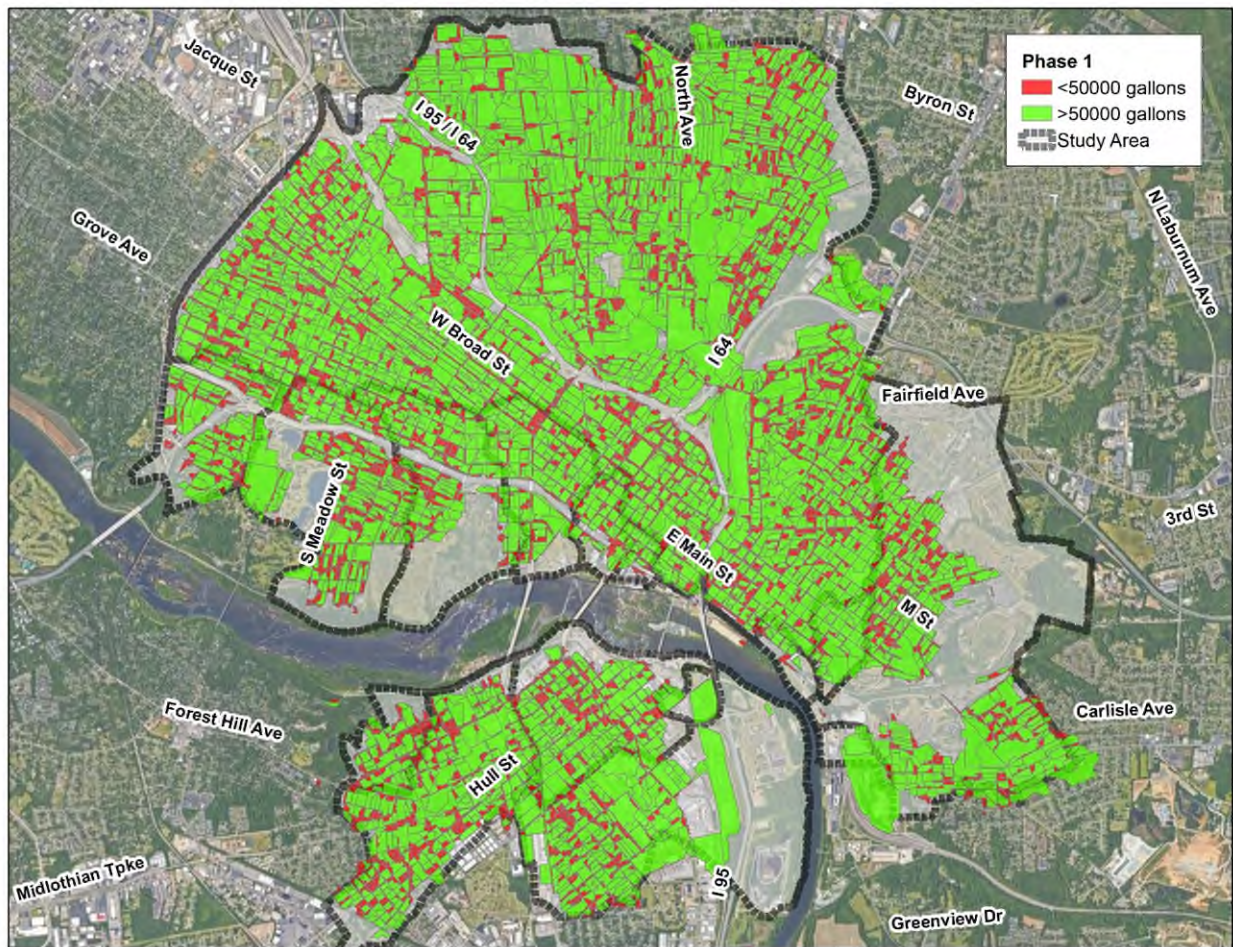 Phase 1
<50000 gallons
>50000 gallons
Study Area
Jacque St
I 95 / I 64
North Ave
Byron St
N Laburnum Ave
Grove Ave
W Broad St
I 64
Fairfield Ave
S Meadow St
3rd St
E Main St
M St
Forest Hill Ave
Carlisle Ave
Hull St
Midlothian Tpke
I 95
Greenview Dr